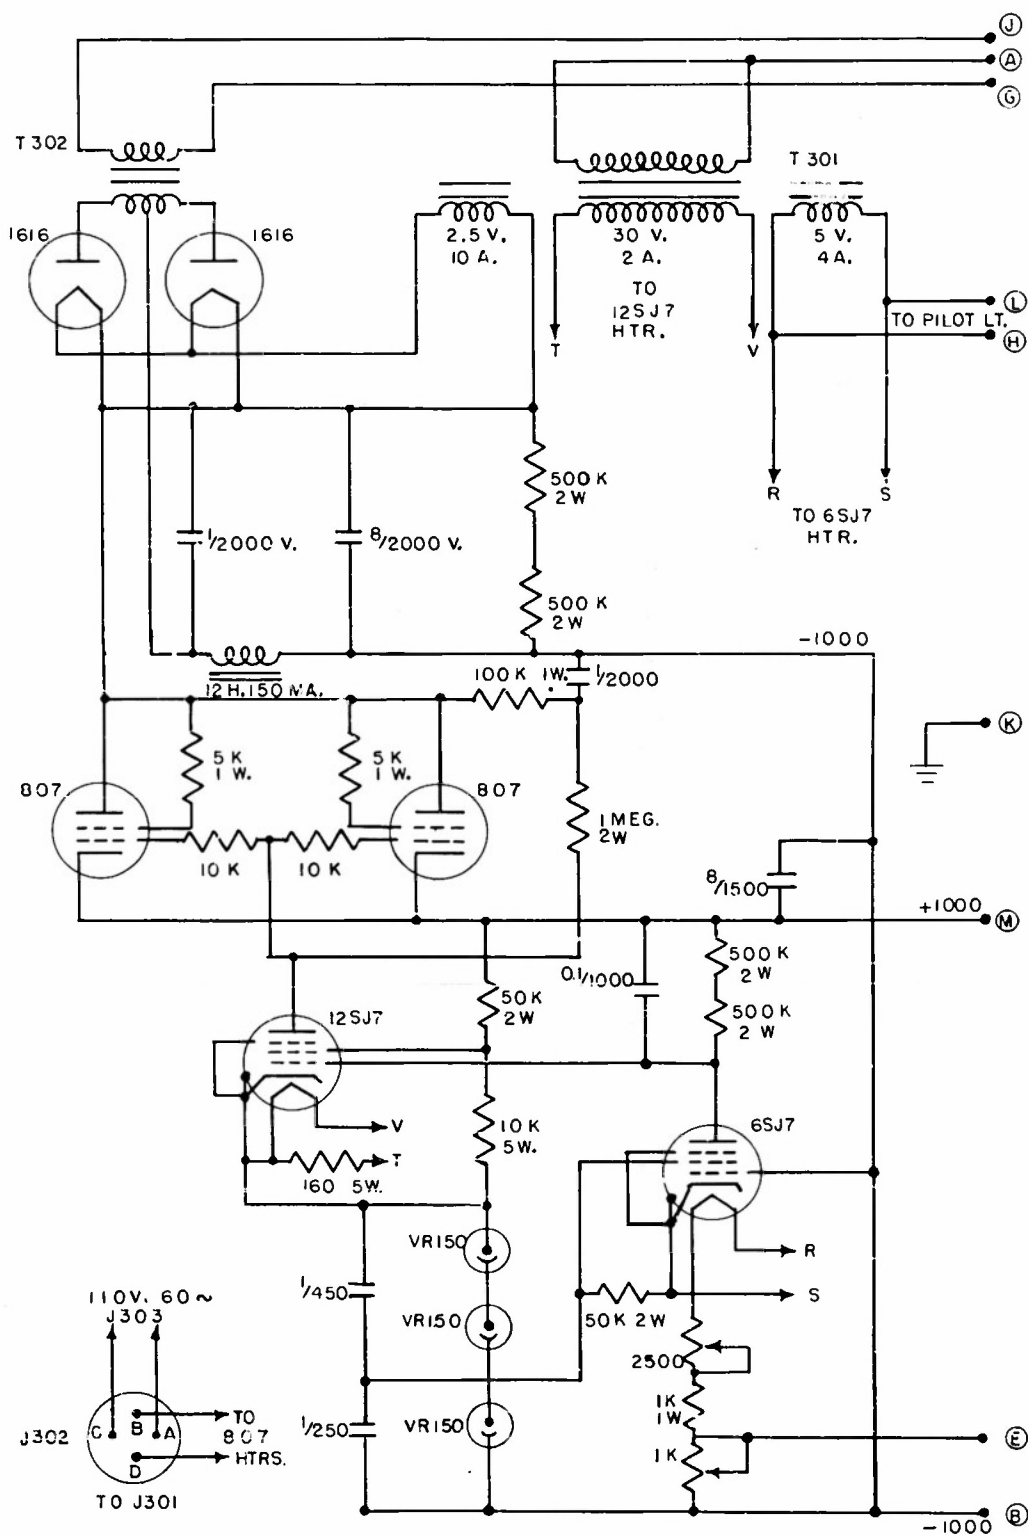 J
A
G
T 302
T 301
1616
1616
2.5 V.
10 A.
30 V.
2 A.
TO
12SJ7
HTR.
5 V.
4A.
L
TO PILOT LT.
H
T
V
500 K
2 W
R
S
TO 6SJ7
HTR.
1/2000 V.
8/2000 V.
500 K
2 W
-1000
12 H. 150 MA.
100 K 1W.
1/2000
K
5 K
1 W.
5 K
1 W.
807
807
1 MEG.
2W
10 K
10 K
8/1500
+1000
M
0.1/1000
500 K
2 W
50K
2W
500 K
2 W
12SJ7
V
10 K
5W.
6SJ7
T
160 5W.
VR150
R
1/450
S
50K 2W
110V. 60~
J303
VR150
2500
1K
1W
J302
C
B
A
D
TO
807
HTRS.
1/250
VR150
1K
E
TO J301
-1000
B